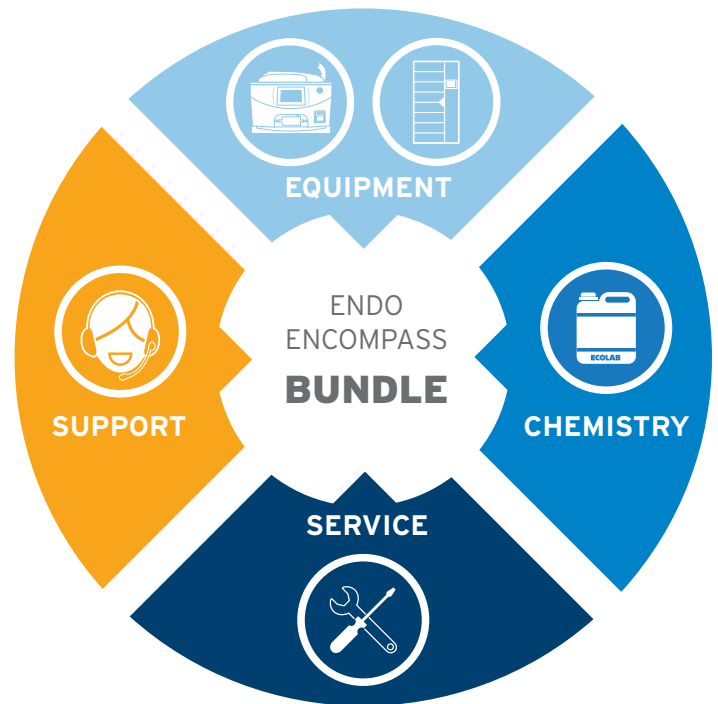 EQUIPMENT
ENDO
ENCOMPASS
BUNDLE
SUPPORT
ECOLAB
CHEMISTRY
SERVICE